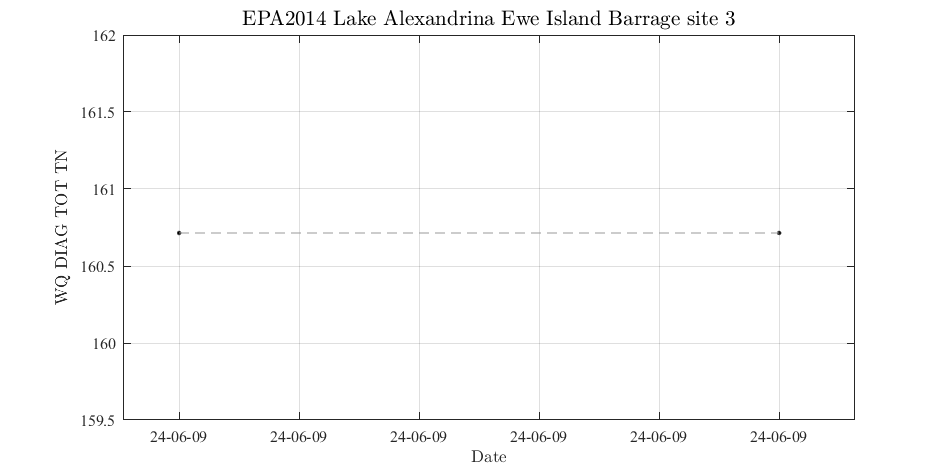 EPA2014 Lake Alexandrina Ewe Island Barrage site 3
162
161.5
161
160.5
160
159.5
WQ DIAG TOT TN
24-06-09 24-06-09 24-06-09 24-06-09 24-06-09 24-06-09
Date